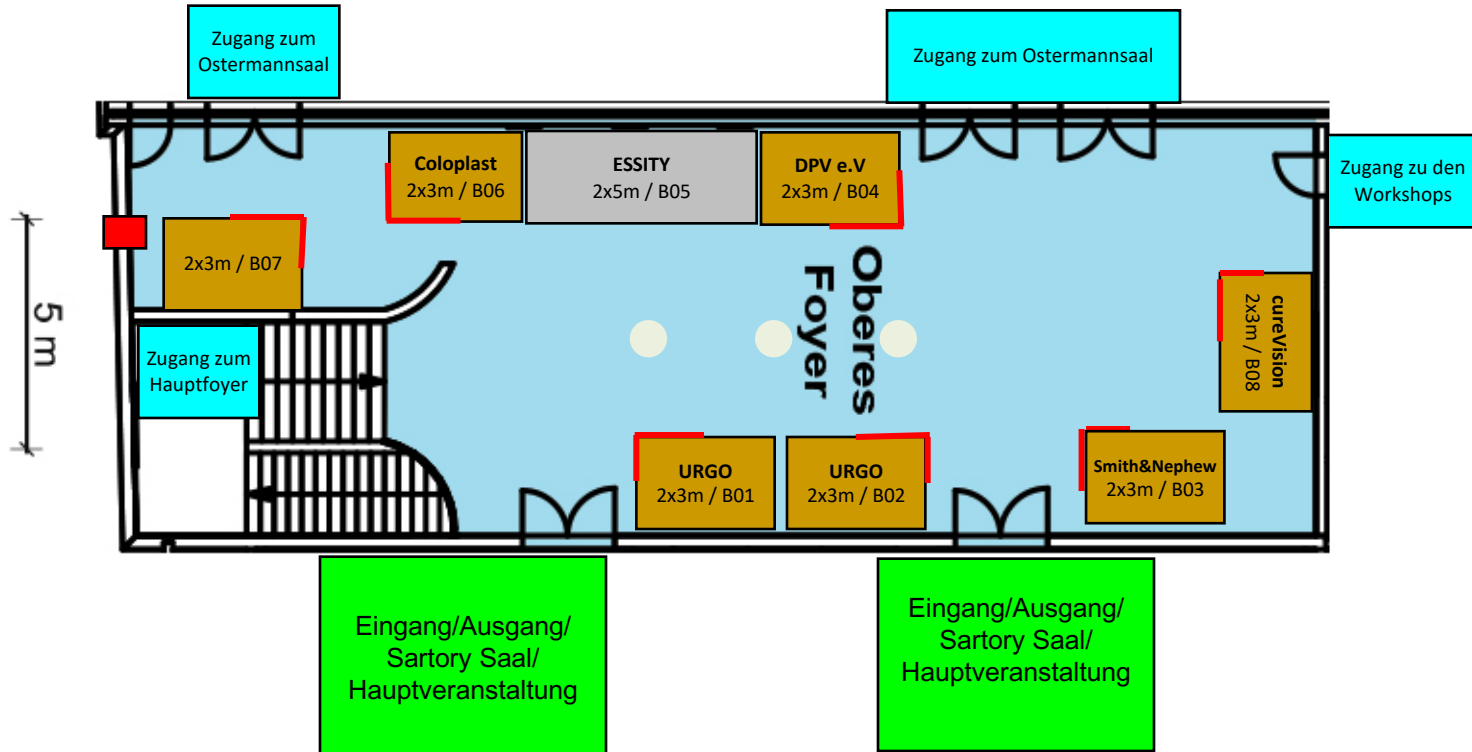 Zugang zum
Ostermannsaal
Zugang zum Ostermannsaal
Zugang zu den
Workshops
Coloplast
2x3m / B06
ESSITY
2x5m / B05
DPV e.V
2x3m / B04
2x3m / B07
5 m
Oberes
Foyer
cureVision
2x3m / B08
Zugang zum
Hauptfoyer
URGO
2x3m / B01
URGO
2x3m / B02
Smith&Nephew
2x3m / B03
Eingang/Ausgang/
Sartory Saal/
Hauptveranstaltung
Eingang/Ausgang/
Sartory Saal/
Hauptveranstaltung